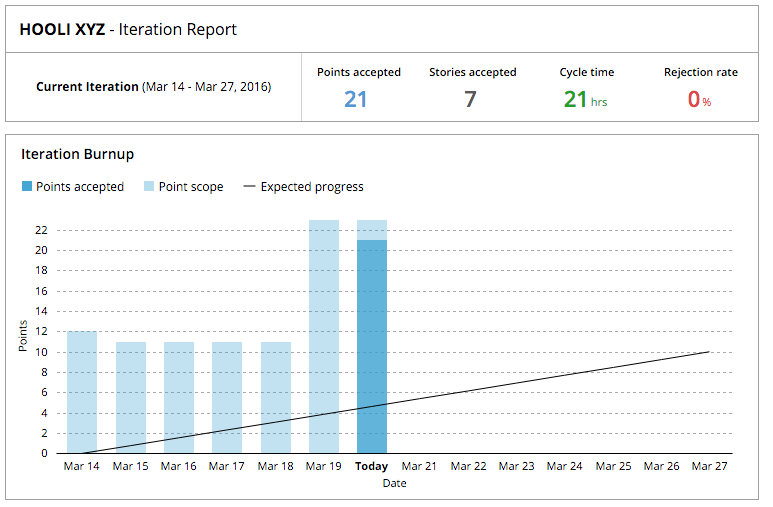 HOOLI XYZ - Iteration Report
Current Iteration (Mar 14 - Mar 27, 2016)
Points accepted
21
Stories accepted
7
Cycle time
21 hrs
Rejection rate
0 %
Iteration Burnup
Points accepted Point scope Expected progress
22
20
18
16
14
12
10
8
6
4
2
0
Points
Mar 14 Mar 15 Mar 16 Mar 17 Mar 18 Mar 19 Today Mar 21 Mar 22 Mar 23 Mar 24 Mar 25 Mar 26 Mar 27
Date